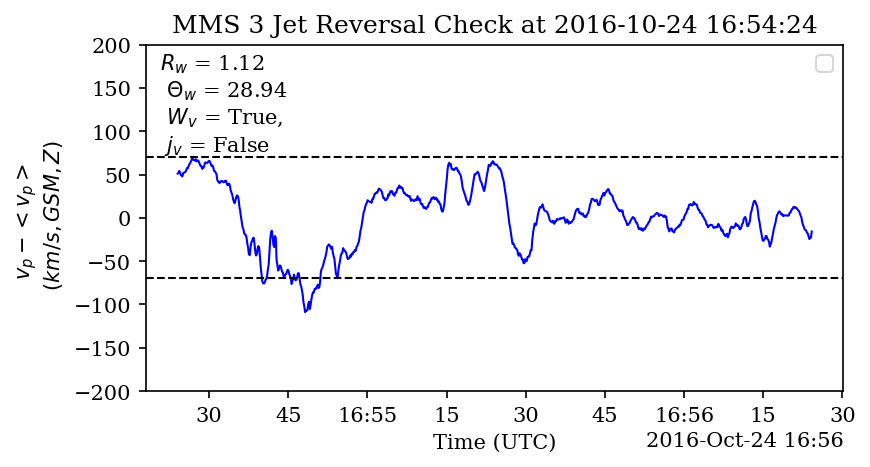 MMS 3 Jet Reversal Check at 2016-10-24 16:54:24
200
150
100
50
0
−50
−100
−150
−200
v_p − < v_p >
(km/s, GSM, Z)
R_w = 1.12
Θ_w = 28.94
W_v = True,
j_v = False
30 45 16:55 15 30 45 16:56 15 30
Time (UTC)
2016-Oct-24 16:56